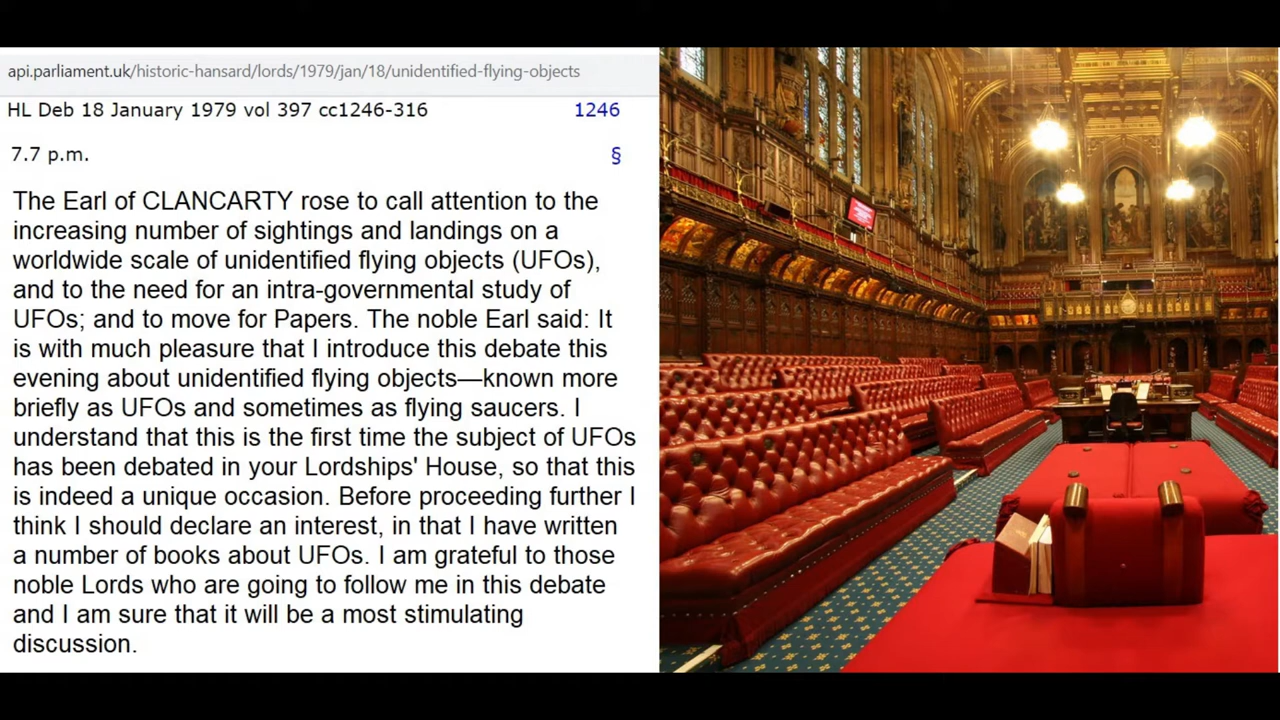 api.parliament.uk/historic-hansard/lords/1979/jan/18/unidentified-flying-objects
HL Deb 18 January 1979 vol 397 cc1246-316 1246
7.7 p.m. §
The Earl of CLANCARTY rose to call attention to the
increasing number of sightings and landings on a
worldwide scale of unidentified flying objects (UFOs),
and to the need for an intra-governmental study of
UFOs; and to move for Papers. The noble Earl said: It
is with much pleasure that I introduce this debate this
evening about unidentified flying objects—known more
briefly as UFOs and sometimes as flying saucers. I
understand that this is the first time the subject of UFOs
has been debated in your Lordships' House, so that this
is indeed a unique occasion. Before proceeding further I
think I should declare an interest, in that I have written
a number of books about UFOs. I am grateful to those
noble Lords who are going to follow me in this debate
and I am sure that it will be a most stimulating
discussion.